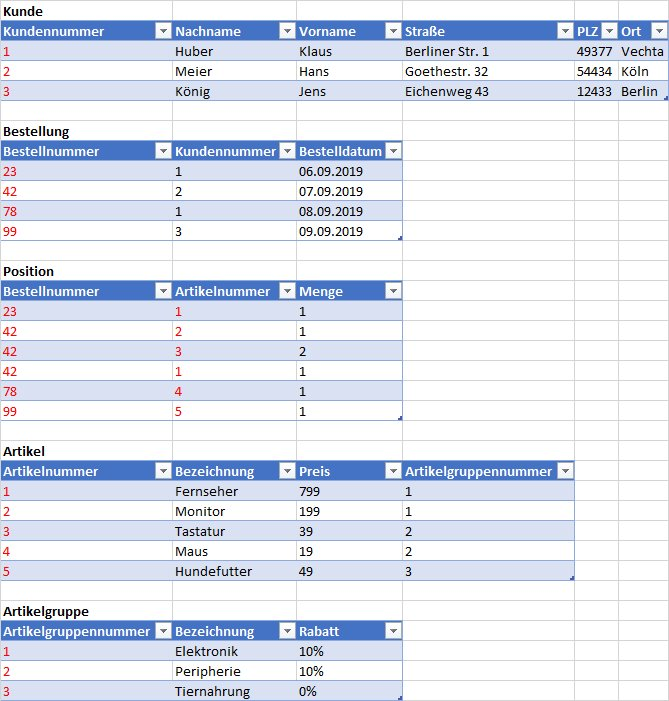 Kunde
Kundennummer Nachname Vorname Straße PLZ Ort
1 Huber Klaus Berliner Str. 1 49377 Vechta
2 Meier Hans Goethestr. 32 54434 Köln
3 König Jens Eichenweg 43 12433 Berlin
Bestellung
Bestellnummer Kundennummer Bestelldatum
23 1 06.09.2019
42 2 07.09.2019
78 1 08.09.2019
99 3 09.09.2019
Position
Bestellnummer Artikelnummer Menge
23 1 1
42 2 1
42 3 2
42 1 1
78 4 1
99 5 1
Artikel
Artikelnummer Bezeichnung Preis Artikelgruppennummer
1 Fernseher 799 1
2 Monitor 199 1
3 Tastatur 39 2
4 Maus 19 2
5 Hundefutter 49 3
Artikelgruppe
Artikelgruppennummer Bezeichnung Rabatt
1 Elektronik 10%
2 Peripherie 10%
3 Tiernahrung 0%